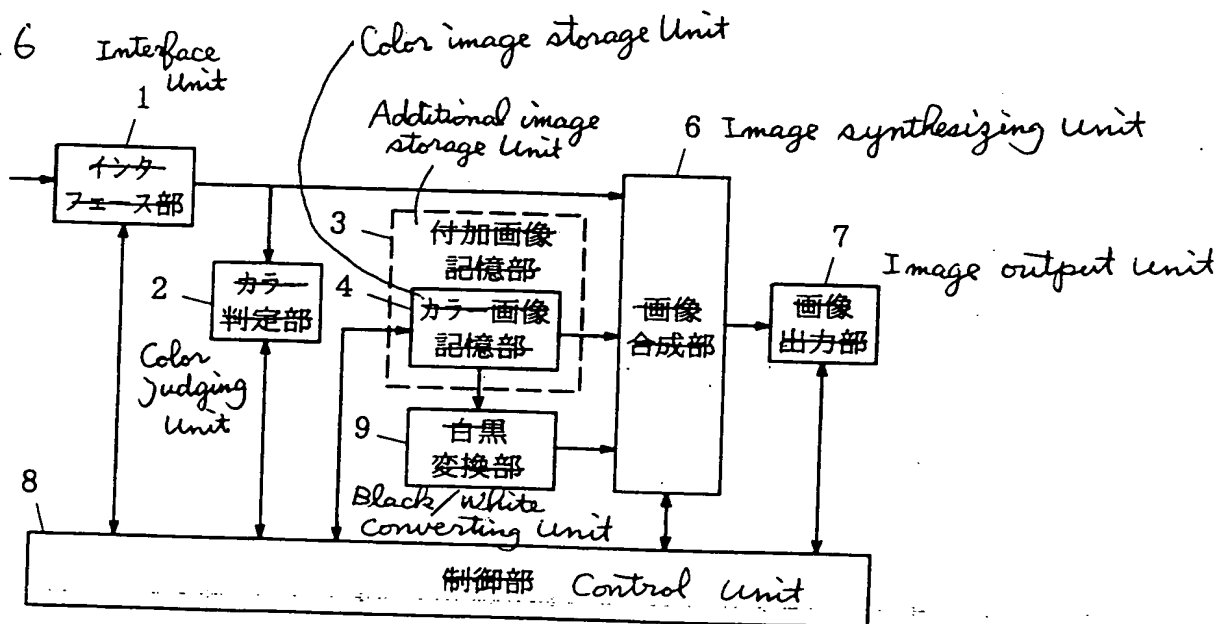 6
Interface
Unit
1
インタ
フェース部
Color image storage Unit
Additional image
storage Unit
3
付加画像
記憶部
4
カラー画像
記憶部
2
カラー
判定部
Color
Judging
Unit
9
白黒
変換部
Black/White
Converting Unit
6 Image synthesizing Unit
画像
合成部
7
Image output Unit
画像
出力部
8
制御部 Control Unit